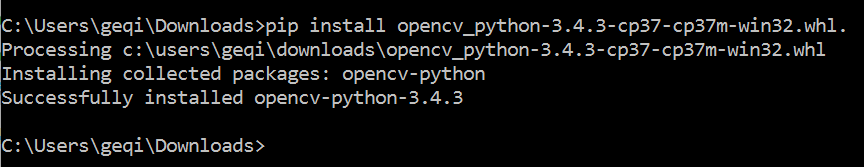 C:\Users\geqi\Downloads>pip install opencv_python-3.4.3-cp37-cp37m-win32.whl.
Processing c:\users\geqi\downloads\opencv_python-3.4.3-cp37-cp37m-win32.whl
Installing collected packages: opencv-python
Successfully installed opencv-python-3.4.3
C:\Users\geqi\Downloads>